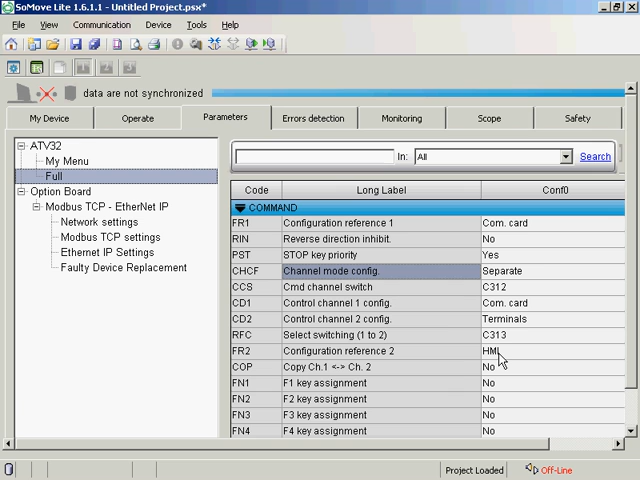 SoMove Lite 1.6.1.1 - Untitled Project.psx*
File View Communication Device Tools Help
1 2 3
data are not synchronized
My Device Operate Parameters Errors detection Monitoring Scope Safety
ATV32
My Menu
Full
Option Board
Modbus TCP - EtherNet IP
Network settings
Modbus TCP settings
Ethernet IP Settings
Faulty Device Replacement
In: All Search
Code Long Label Conf0
COMMAND
FR1 Configuration reference 1 Com. card
RIN Reverse direction inhibit. No
PST STOP key priority Yes
CHCF Channel mode config. Separate
CCS Cmd channel switch C312
CD1 Control channel 1 config. Com. card
CD2 Control channel 2 config. Terminals
RFC Select switching (1 to 2) C313
FR2 Configuration reference 2 HMI
COP Copy Ch.1 <-> Ch. 2 No
FN1 F1 key assignment No
FN2 F2 key assignment No
FN3 F3 key assignment No
FN4 F4 key assignment No
Project Loaded Off-Line